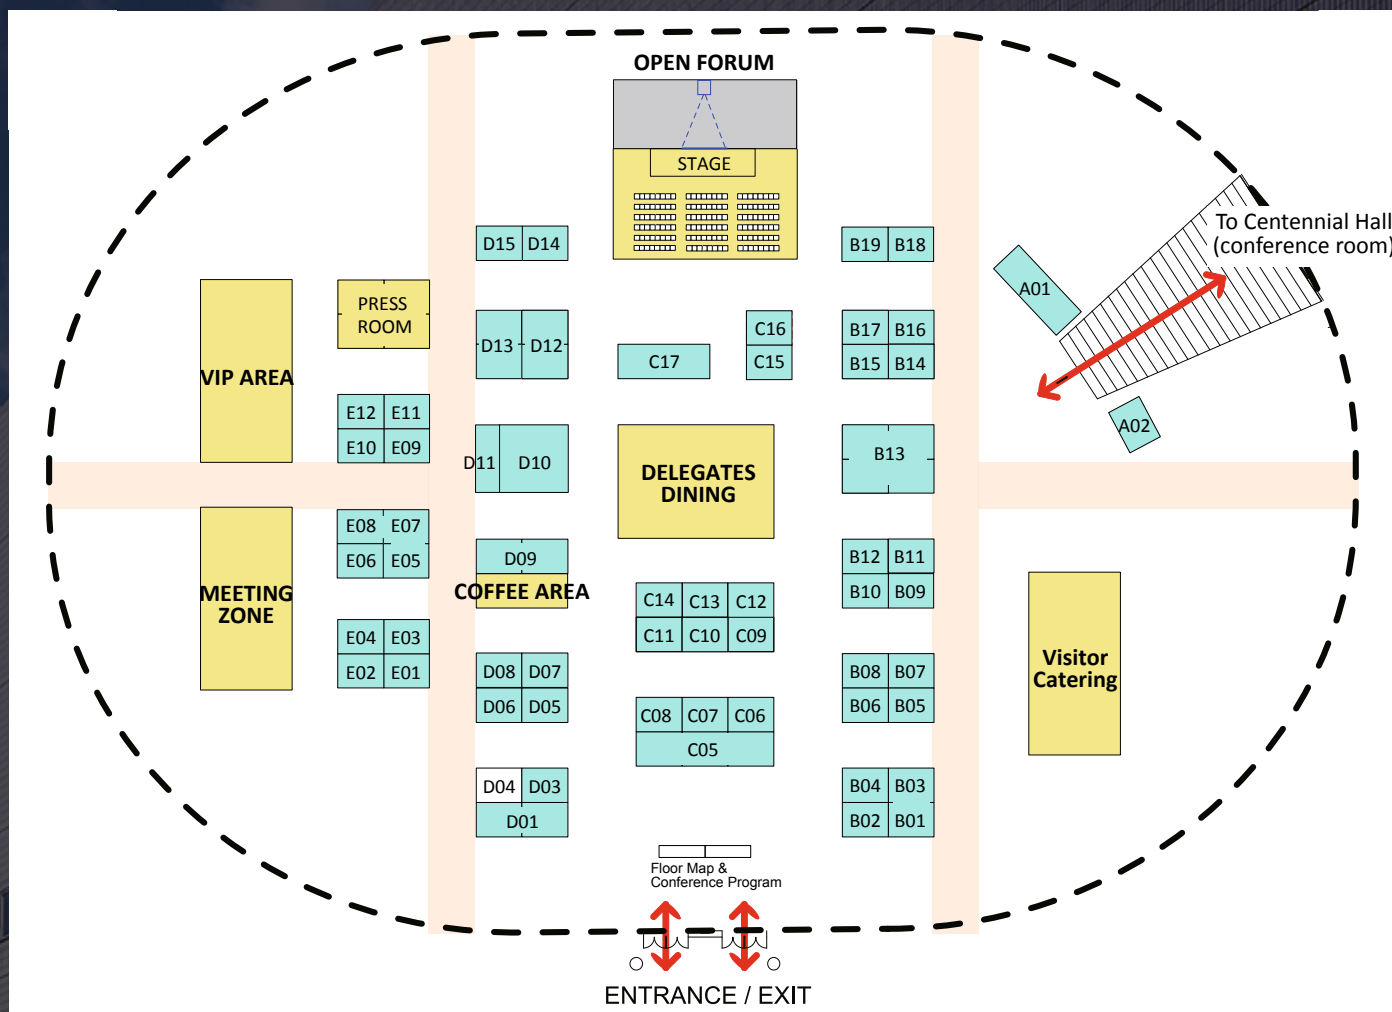 OPEN FORUM
STAGE
To Centennial Hall
(conference room)
D15 D14
B19 B18
A01
PRESS
ROOM
VIP AREA
D13 D12
C17
C16
C15
B17 B16
B15 B14
A02
E12 E11
E10 E09
D11 D10
DELEGATES
DINING
B13
E08 E07
E06 E05
MEETING
ZONE
D09
COFFEE AREA
C14 C13 C12
C11 C10 C09
B12 B11
B10 B09
E04 E03
E02 E01
D08 D07
D06 D05
C08 C07 C06
C05
B08 B07
B06 B05
Visitor
Catering
D04 D03
D01
B04 B03
B02 B01
Floor Map &
Conference Program
ENTRANCE / EXIT